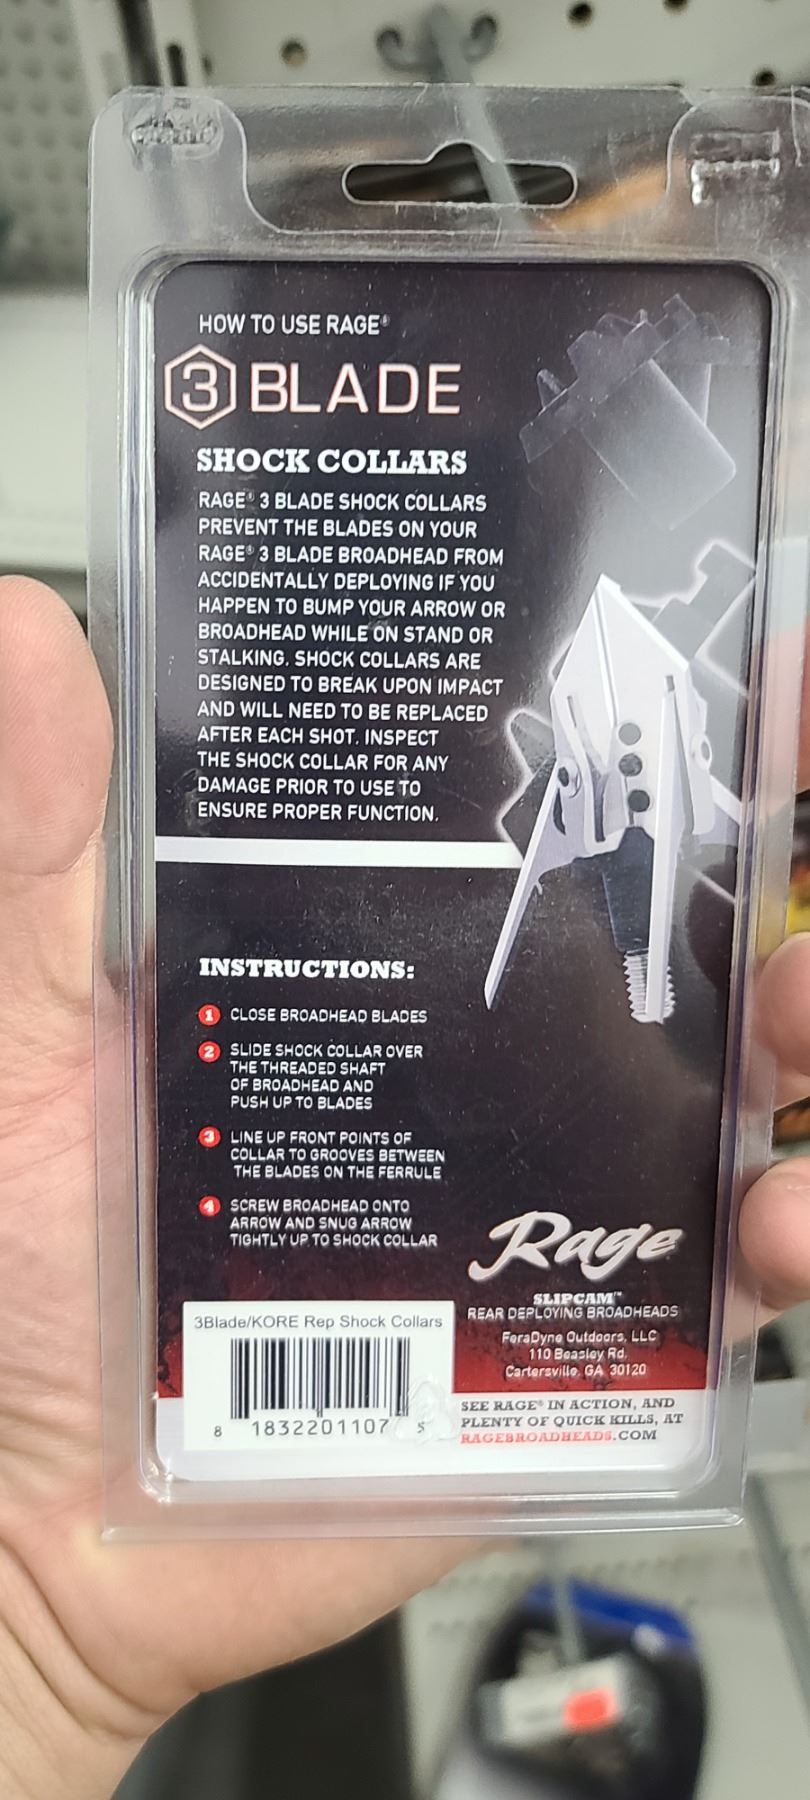 HOW TO USE RAGE®
3 BLADE
SHOCK COLLARS
RAGE® 3 BLADE SHOCK COLLARS
PREVENT THE BLADES ON YOUR
RAGE® 3 BLADE BROADHEAD FROM
ACCIDENTALLY DEPLOYING IF YOU
HAPPEN TO BUMP YOUR ARROW OR
BROADHEAD WHILE ON STAND OR
STALKING. SHOCK COLLARS ARE
DESIGNED TO BREAK UPON IMPACT
AND WILL NEED TO BE REPLACED
AFTER EACH SHOT. INSPECT
THE SHOCK COLLAR FOR ANY
DAMAGE PRIOR TO USE TO
ENSURE PROPER FUNCTION.
INSTRUCTIONS:
1 CLOSE BROADHEAD BLADES
2 SLIDE SHOCK COLLAR OVER
THE THREADED SHAFT
OF BROADHEAD AND
PUSH UP TO BLADES
3 LINE UP FRONT POINTS OF
COLLAR TO GROOVES BETWEEN
THE BLADES ON THE FERRULE
4 SCREW BROADHEAD ONTO
ARROW AND SNUG ARROW
TIGHTLY UP TO SHOCK COLLAR
Rage
SLIPCAM™
REAR DEPLOYING BROADHEADS
FeraDyne Outdoors, LLC
110 Beasley Rd.
Cartersville, GA 30120
3Blade/KORE Rep Shock Collars
8 1832201107 5
SEE RAGE® IN ACTION, AND
PLENTY OF QUICK KILLS, AT
RAGEBROADHEADS.COM